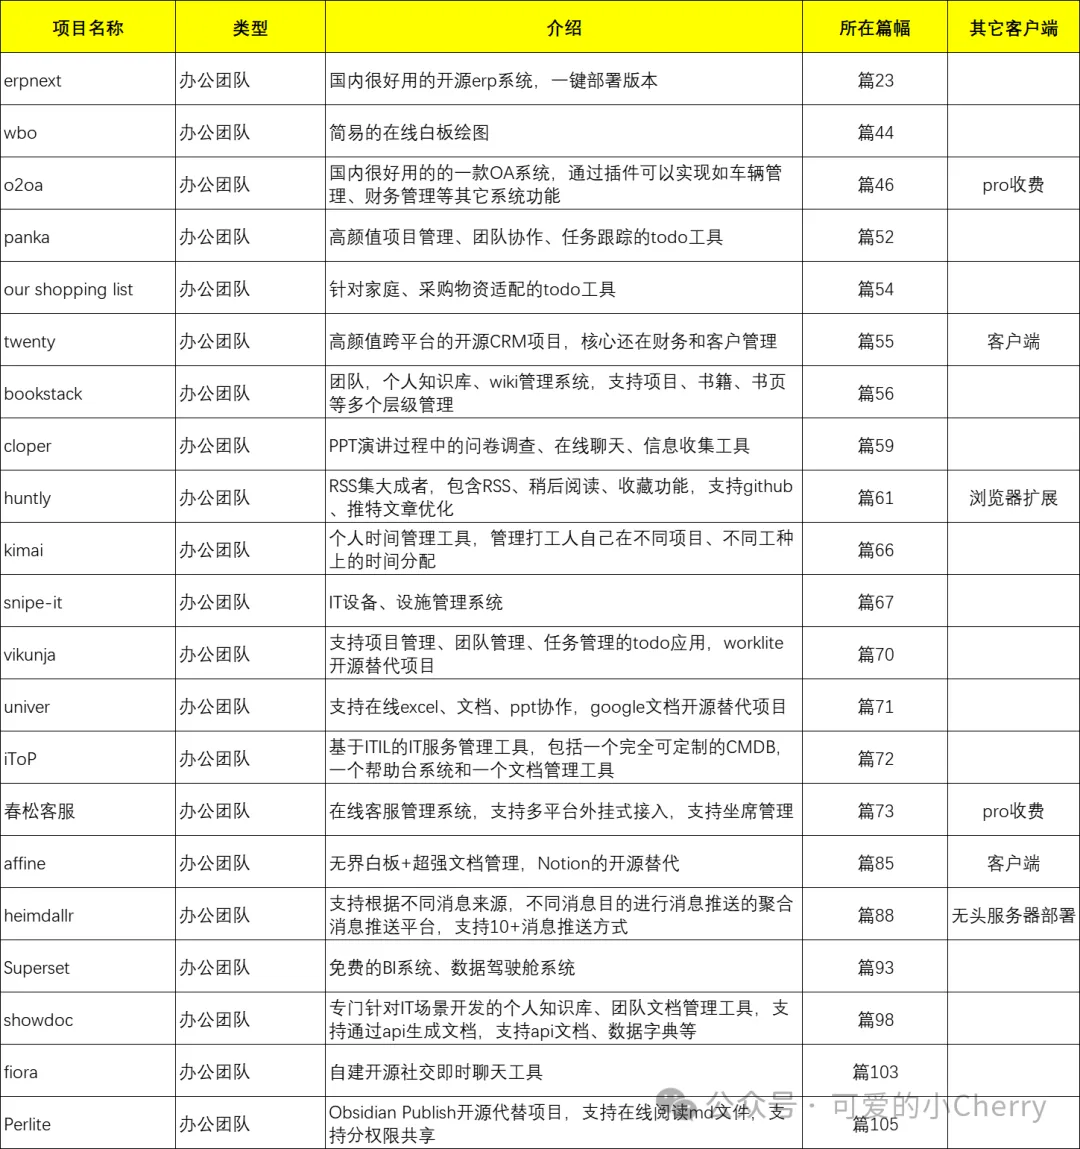 项目名称 类型 介绍 所在篇幅 其它客户端
erpnext 办公团队 国内很好用的开源erp系统，一键部署版本 篇23
wbo 办公团队 简易的在线白板绘图 篇44
o2oa 办公团队 国内很好用的的一款OA系统，通过插件可以实现如车辆管 篇46 pro收费
理、财务管理等其它系统功能
panka 办公团队 高颜值项目管理、团队协作、任务跟踪的todo工具 篇52
our shopping list 办公团队 针对家庭、采购物资适配的todo工具 篇54
twenty 办公团队 高颜值跨平台的开源CRM项目，核心还在财务和客户管理 篇55 客户端
bookstack 办公团队 团队，个人知识库、wiki管理系统，支持项目、书籍、书页 篇56
等多个层级管理
cloper 办公团队 PPT演讲过程中的问卷调查、在线聊天、信息收集工具 篇59
huntly 办公团队 RSS集大成者，包含RSS、稍后阅读、收藏功能，支持github 篇61 浏览器扩展
、推特文章优化
kimai 办公团队 个人时间管理工具，管理打工人自己在不同项目、不同工种 篇66
上的时间分配
snipe-it 办公团队 IT设备、设施管理系统 篇67
vikunja 办公团队 支持项目管理、团队管理、任务管理的todo应用，worklite 篇70
开源替代项目
univer 办公团队 支持在线excel、文档、ppt协作，google文档开源替代项目 篇71
iToP 办公团队 基于ITIL的IT服务管理工具，包括一个完全可定制的CMDB， 篇72
一个帮助台系统和一个文档管理工具
春松客服 办公团队 在线客服管理系统，支持多平台外挂式接入，支持坐席管理 篇73 pro收费
affine 办公团队 无界白板+超强文档管理，Notion的开源替代 篇85 客户端
heimdallr 办公团队 支持根据不同消息来源，不同消息目的进行消息推送的聚合 篇88 无头服务器部署
消息推送平台，支持10+消息推送方式
Superset 办公团队 免费的BI系统、数据驾驶舱系统 篇93
showdoc 办公团队 专门针对IT场景开发的个人知识库、团队文档管理工具，支 篇98
持通过api生成文档，支持api文档、数据字典等
fiora 办公团队 自建开源社交即时聊天工具 篇103
Perlite 办公团队 Obsidian Publish开源代替项目，支持在线阅读md文件，支 篇105
持分权限共享
公众号 · 可爱的小Cherry